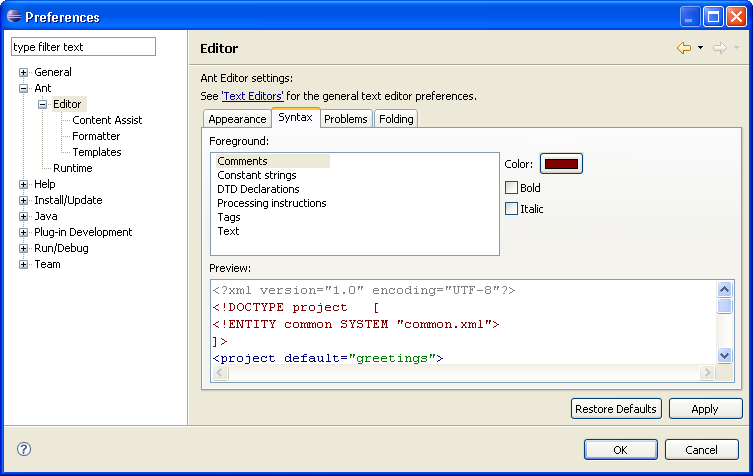 Preferences
type filter text
General
Ant
Editor
Content Assist
Formatter
Templates
Runtime
Help
Install/Update
Java
Plug-in Development
Run/Debug
Team
Editor
Ant Editor settings:
See 'Text Editors' for the general text editor preferences.
Appearance Syntax Problems Folding
Foreground:
Comments
Constant strings
DTD Declarations
Processing instructions
Tags
Text
Color:
Bold
Italic
Preview:
<?xml version="1.0" encoding="UTF-8"?>
<!DOCTYPE project   [
<!ENTITY common SYSTEM "common.xml">
]>
<project default="greetings">
Restore Defaults Apply
OK Cancel